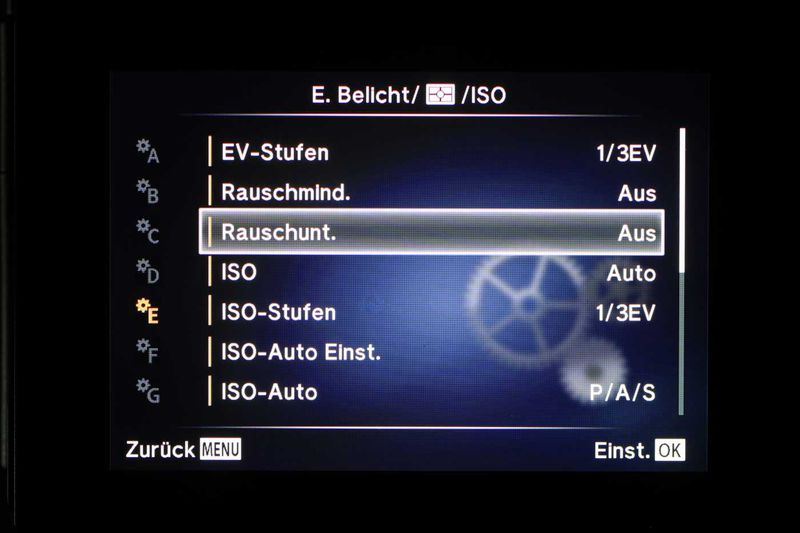 E. Belicht/ /ISO
A EV-Stufen 1/3EV
B Rauschmind. Aus
C Rauschunt. Aus
D ISO Auto
E ISO-Stufen 1/3EV
F ISO-Auto Einst.
G ISO-Auto P/A/S
Zurück MENU Einst. OK